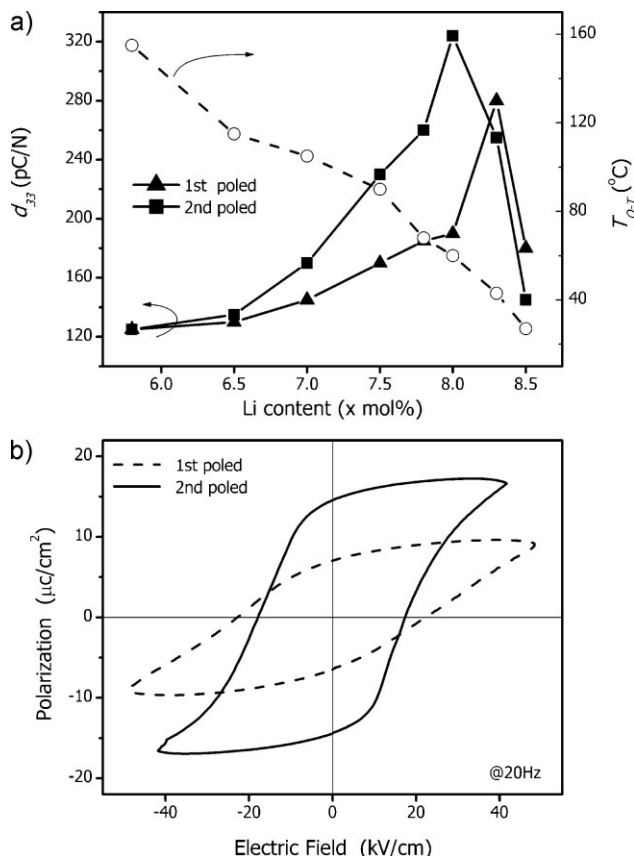 a)
320
280
240
200
160
120
d33 (pC/N)
1st poled
2nd poled
160
120
80
40
TO-T (oC)
6.0 6.5 7.0 7.5 8.0 8.5
Li content (x mol%)
b)
20
10
0
-10
-20
Polarization (μc/cm2)
1st poled
2nd poled
@20Hz
-40 -20 0 20 40
Electric Field (kV/cm)